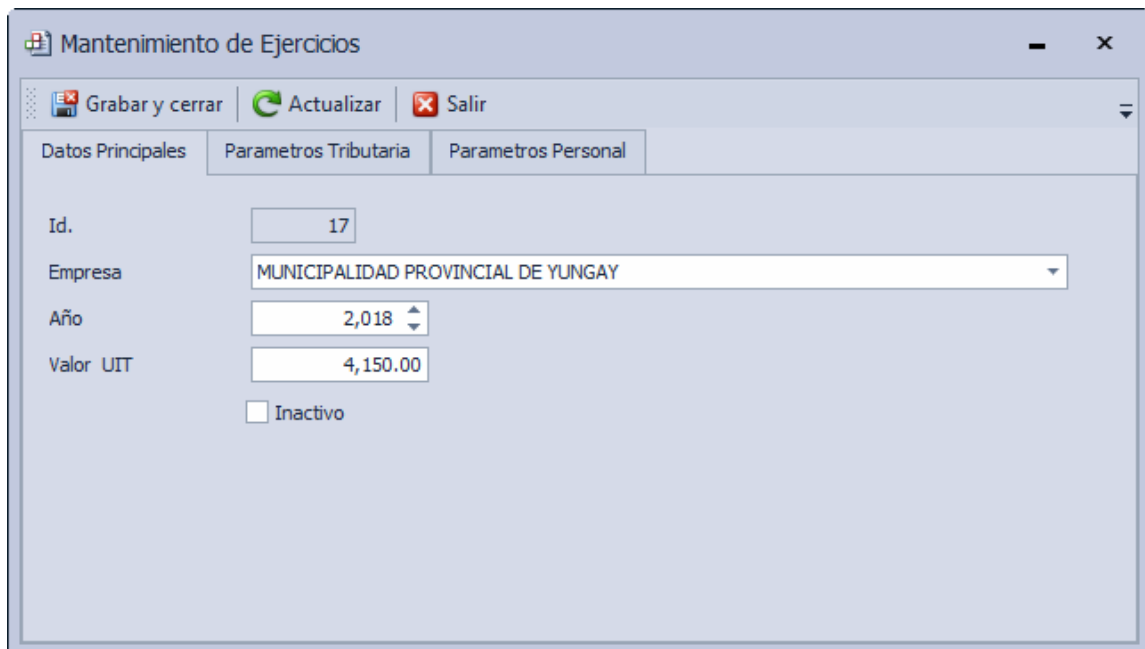 Mantenimiento de Ejercicios
Grabar y cerrar Actualizar Salir
Datos Principales Parametros Tributaria Parametros Personal
Id. 17
Empresa MUNICIPALIDAD PROVINCIAL DE YUNGAY
Año 2,018
Valor UIT 4,150.00
Inactivo